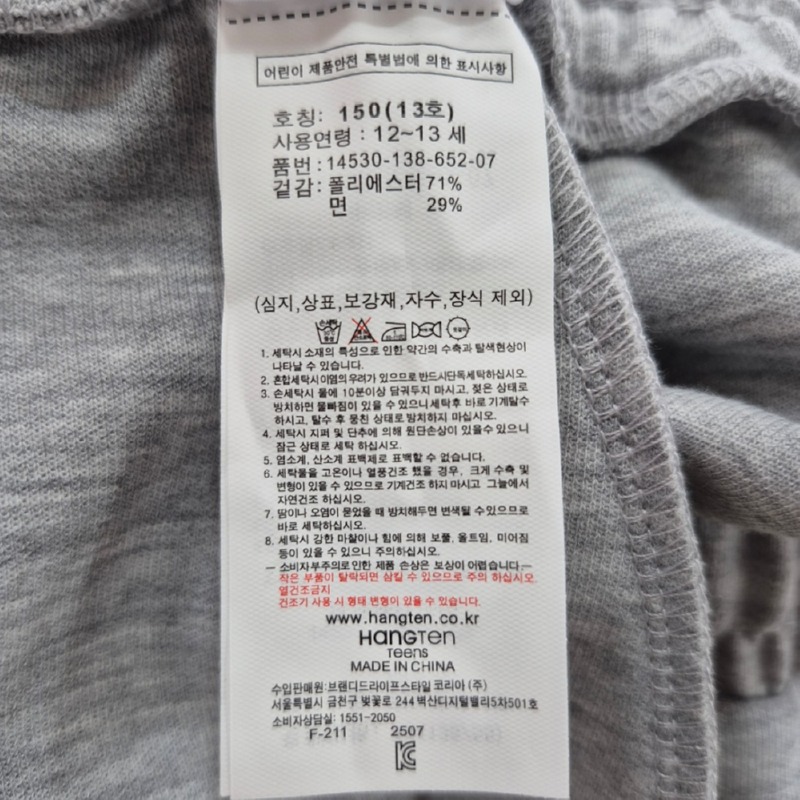 어린이 제품안전 특별법에 의한 표시사항
호칭: 150(13호)
사용연령 : 12~13 세
품번 : 14530-138-652-07
겉감 : 폴리에스터 71%
면 29%
(심지,상표,보강재,자수,장식 제외)
1. 세탁시 소재의 특성으로 인한 약간의 수축과 탈색현상이
나타날 수 있습니다.
2. 혼합세탁시이염의우려가 있으므로 반드시단독세탁하십시오.
3. 손세탁시 물에 10분이상 담궈두지 마시고, 젖은 상태로
방치하면 물빠짐이 있을 수 있으니세탁후 바로 기계탈수
하시고, 탈수 후 뭉친 상태로 방치하지 마십시오.
4. 세탁시 지퍼 및 단추에 의해 원단손상이 있을수 있으니
잠근 상태로 세탁 하십시오.
5. 염소계, 산소계 표백제로 표백할 수 없습니다.
6. 세탁물을 고온이나 열풍건조 했을 경우, 크게 수축 및
변형이 있을 수 있으므로 기계건조 하지 마시고 그늘에서
자연건조 하십시오.
7. 땀이나 오염이 묻었을 때 방치해두면 변색될 수있으므로
바로 세탁하십시오.
8. 세탁시 강한 마찰이나 힘에 의해 보풀, 올트임, 미어짐
등이 있을 수 있으니 주의하십시오.
— 소비자부주의로인한 제품 손상은 보상이 어렵습니다.—
작은 부품이 탈락되면 삼킬 수 있으므로 주의 하십시오
열건조금지
건조기 사용 시 형태 변형이 있을 수 있습니다.
www.hangten.co.kr
HANGTEN
TEENS
MADE IN CHINA
수입판매원: 브랜디드라이프스타일 코리아 (주)
서울특별시 금천구 벚꽃로 244 벽산디지털밸리5차501호
소비자상담실: 1551-2050
F-211 2507